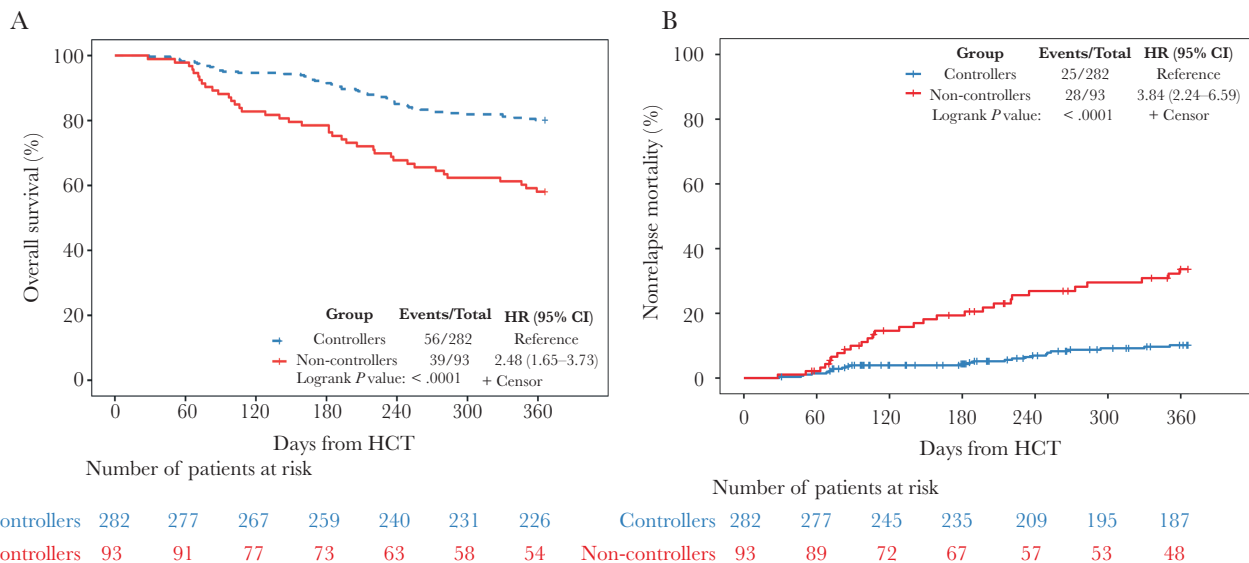 A
Overall survival (%)
100
80
60
40
20
0
Group Events/Total HR (95% CI)
Controllers 56/282 Reference
Non-controllers 39/93 2.48 (1.65–3.73)
Logrank P value: < .0001 + Censor
0 60 120 180 240 300 360
Days from HCT
Number of patients at risk
ontrollers 282 277 267 259 240 231 226
ontrollers 93 91 77 73 63 58 54
B
Nonrelapse mortality (%)
100
80
60
40
20
0
Group Events/Total HR (95% CI)
Controllers 25/282 Reference
Non-controllers 28/93 3.84 (2.24–6.59)
Logrank P value: < .0001 + Censor
0 60 120 180 240 300 360
Days from HCT
Number of patients at risk
Controllers 282 277 245 235 209 195 187
Non-controllers 93 89 72 67 57 53 48